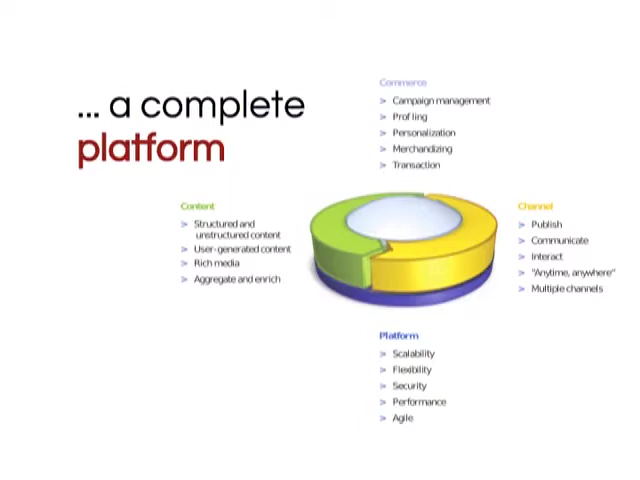 ... a complete
platform
Commerce
> Campaign management
> Profiling
> Personalization
> Merchandizing
> Transaction
Content
> Structured and
unstructured content
> User-generated content
> Rich media
> Aggregate and enrich
Channel
> Publish
> Communicate
> Interact
> "Anytime, anywhere"
> Multiple channels
Platform
> Scalability
> Flexibility
> Security
> Performance
> Agile